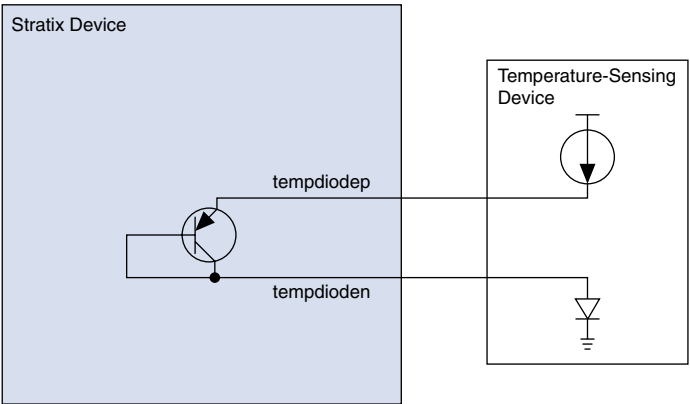 Stratix Device
Temperature-Sensing
Device
tempdiodep
tempdioden